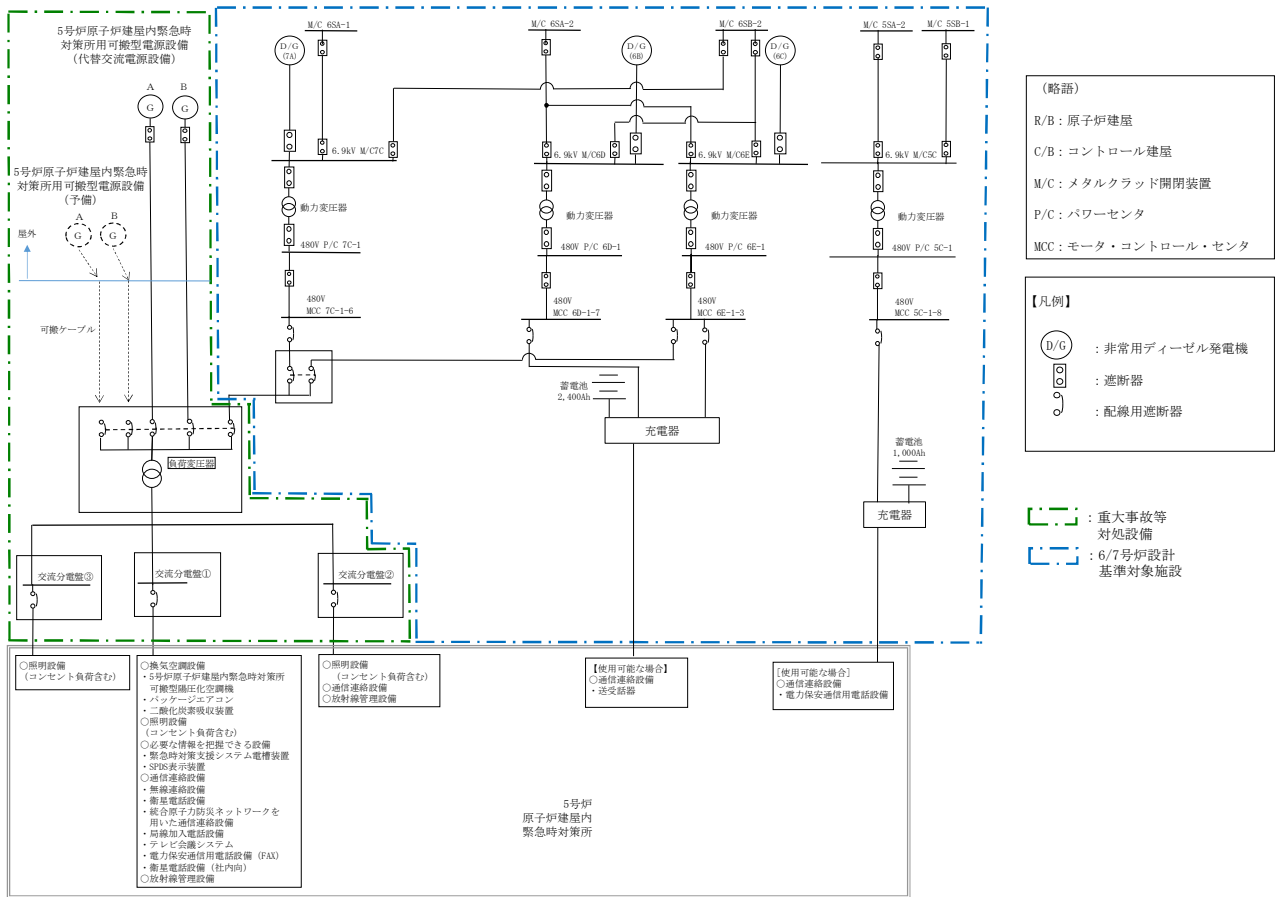 5号炉原子炉建屋内緊急時
対策所用可搬型電源設備
(代替交流電源設備)
A
B
G
G
5号炉原子炉建屋内緊急時
対策所用可搬型電源設備
(予備)
A
B
G
G
屋外
可搬ケーブル
負荷変圧器
交流分電盤③
交流分電盤①
交流分電盤②
M/C 6SA-1
M/C 6SA-2
M/C 6SB-2
M/C 5SA-2
M/C 5SB-1
D/G
(7A)
D/G
(6B)
D/G
(6C)
6.9kV M/C7C
6.9kV M/C6D
6.9kV M/C6E
6.9kV M/C5C
動力変圧器
動力変圧器
動力変圧器
動力変圧器
480V P/C 7C-1
480V P/C 6D-1
480V P/C 6E-1
480V P/C 5C-1
480V
MCC 7C-1-6
480V
MCC 6D-1-7
480V
MCC 6E-1-3
480V
MCC 5C-1-8
蓄電池
2,400Ah
充電器
蓄電池
1,000Ah
充電器
○照明設備
(コンセント負荷含む)
○換気空調設備
・5号炉原子炉建屋内緊急時対策所
可搬型陽圧化空調機
・パッケージエアコン
・二酸化炭素吸収装置
○照明設備
(コンセント負荷含む)
○必要な情報を把握できる設備
・緊急時対策支援システム電槽装置
・SPDS表示装置
○通信連絡設備
・無線連絡設備
・衛星電話設備
・統合原子力防災ネットワークを
用いた通信連絡設備
・局線加入電話設備
・テレビ会議システム
・電力保安通信用電話設備 (FAX)
・衛星電話設備 (社内向)
○放射線管理設備
○照明設備
(コンセント負荷含む)
○通信連絡設備
○放射線管理設備
【使用可能な場合】
○通信連絡設備
・送受話器
[使用可能な場合]
○通信連絡設備
・電力保安通信用電話設備
5号炉
原子炉建屋内
緊急時対策所
(略語)
R/B：原子炉建屋
C/B：コントロール建屋
M/C：メタルクラッド開閉装置
P/C：パワーセンタ
MCC：モータ・コントロール・センタ
【凡例】
D/G
：非常用ディーゼル発電機
：遮断器
：配線用遮断器
：重大事故等
対処設備
：6/7号炉設計
基準対象施設